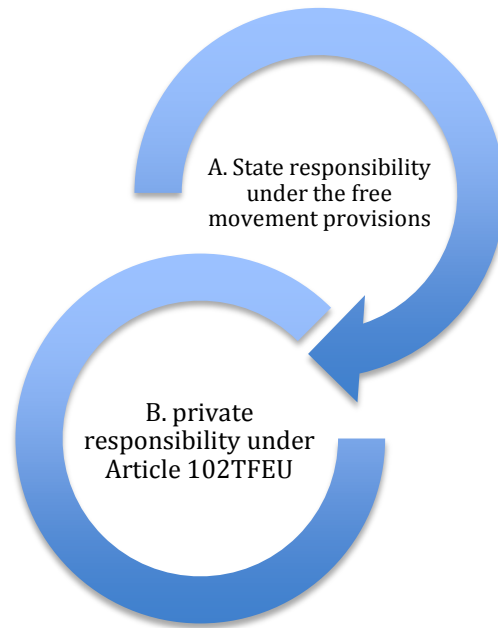 A. State responsibility
under the free
movement provisions
B. private
responsibility under
Article 102TFEU